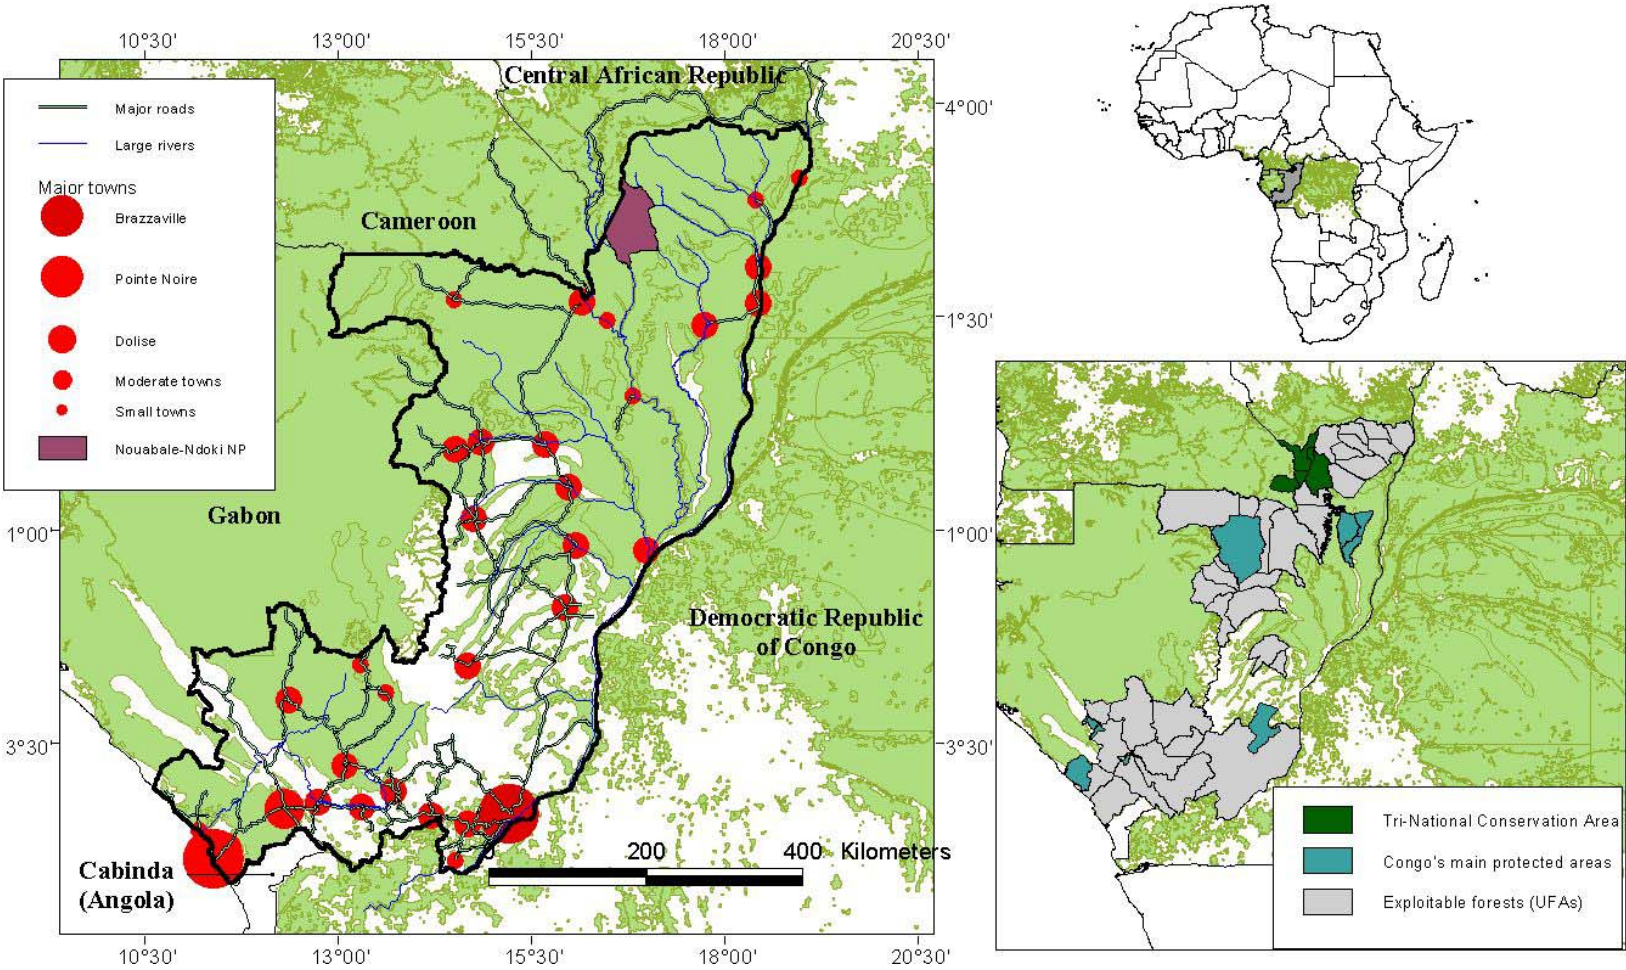 10°30' 13°00' 15°30' 18°00' 20°30'
Central African Republic
4°00'
Major roads
Large rivers
Major towns
Brazzaville
Pointe Noire
Dolise
Moderate towns
Small towns
Nouabale-Ndoki NP
Cameroon
1°30'
Gabon
1°00' 1°00'
Democratic Republic
of Congo
3°30' 3°30'
Cabinda
(Angola)
200 400 Kilometers
10°30' 13°00' 15°30' 18°00' 20°30'
Tri-National Conservation Area
Congo's main protected areas
Exploitable forests (UFAs)